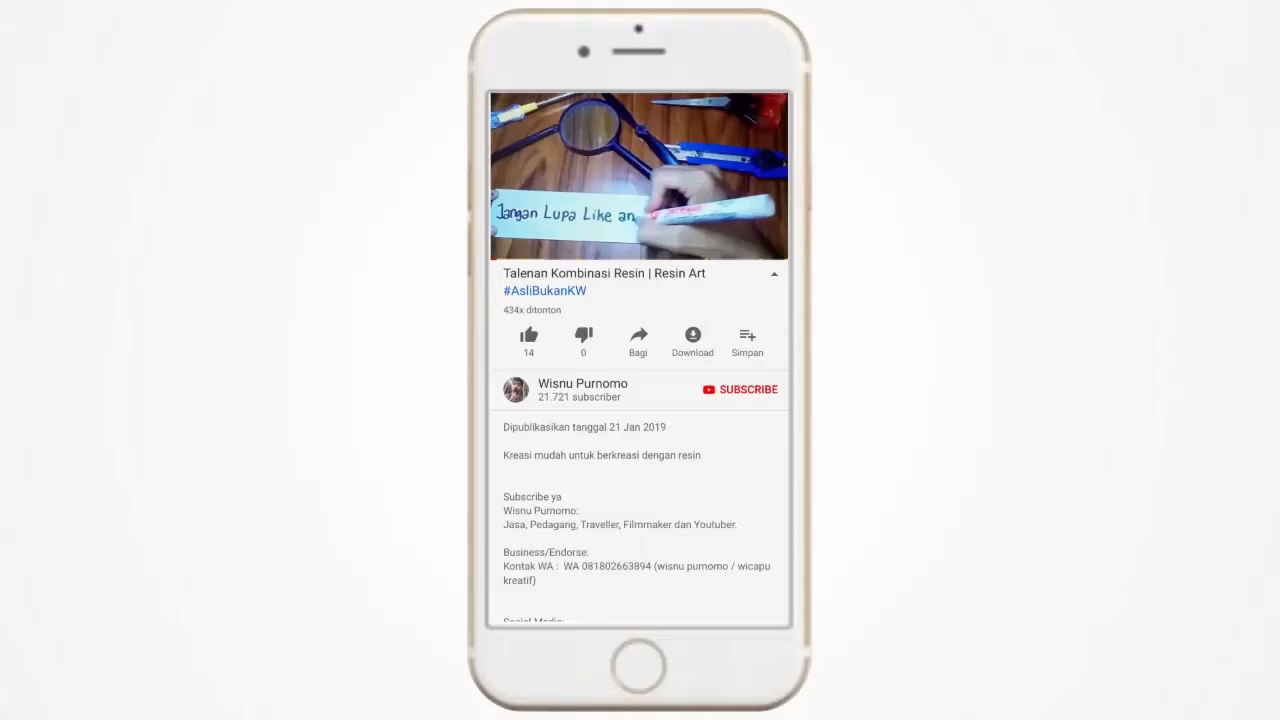 Jangan Lupa Like an
Talenan Kombinasi Resin | Resin Art
#AsliBukanKW
434x ditonton
14
0
Bagi
Download
Simpan
Wisnu Purnomo
21.721 subscriber
SUBSCRIBE
Dipublikasikan tanggal 21 Jan 2019
Kreasi mudah untuk berkreasi dengan resin
Subscribe ya
Wisnu Purnomo:
Jasa, Pedagang, Traveller, Filmmaker dan Youtuber.
Business/Endorse:
Kontak WA : WA 081802663894 (wisnu purnomo / wicapu
kreatif)
Social Media: